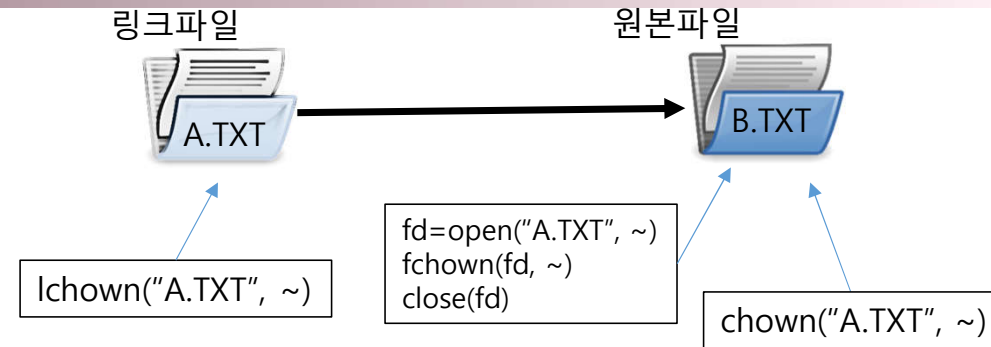 링크파일
원본파일
A.TXT
B.TXT
lchown("A.TXT", ~)
fd=open("A.TXT", ~)
fchown(fd, ~)
close(fd)
chown("A.TXT", ~)